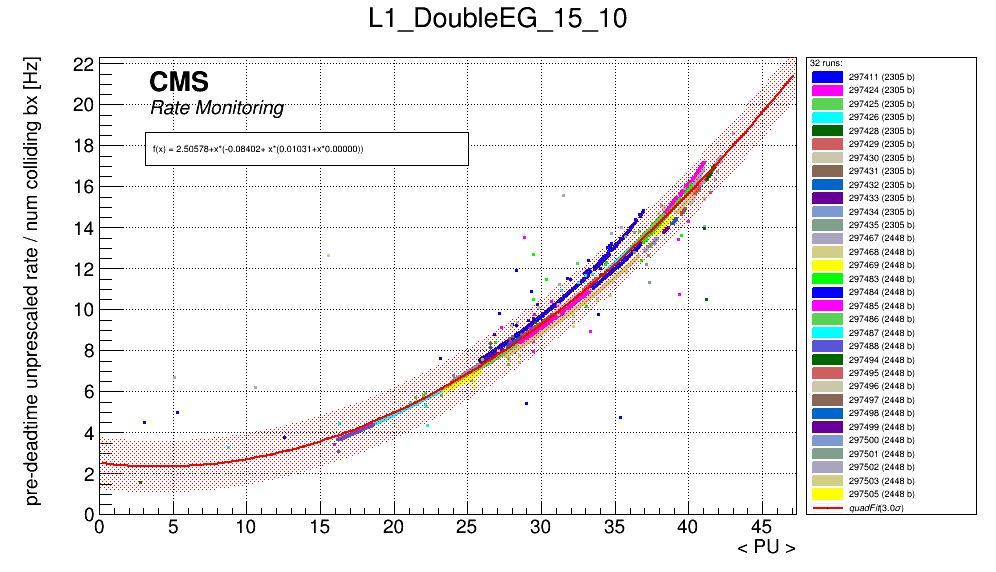 L1_DoubleEG_15_10
pre-deadtime unprescaled rate / num colliding bx [Hz]
22
20
18
16
14
12
10
8
6
4
2
0
CMS
Rate Monitoring
f(x) = 2.50578+x*(-0.08402+ x*(0.01031+x*0.00000))
0 5 10 15 20 25 30 35 40 45
< PU >
32 runs:
297411 (2305 b)
297424 (2305 b)
297425 (2305 b)
297426 (2305 b)
297428 (2305 b)
297429 (2305 b)
297430 (2305 b)
297431 (2305 b)
297432 (2305 b)
297433 (2305 b)
297434 (2305 b)
297435 (2305 b)
297467 (2448 b)
297468 (2448 b)
297469 (2448 b)
297483 (2448 b)
297484 (2448 b)
297485 (2448 b)
297486 (2448 b)
297487 (2448 b)
297488 (2448 b)
297494 (2448 b)
297495 (2448 b)
297496 (2448 b)
297497 (2448 b)
297498 (2448 b)
297499 (2448 b)
297500 (2448 b)
297501 (2448 b)
297502 (2448 b)
297503 (2448 b)
297505 (2448 b)
quadFit(3.0σ)